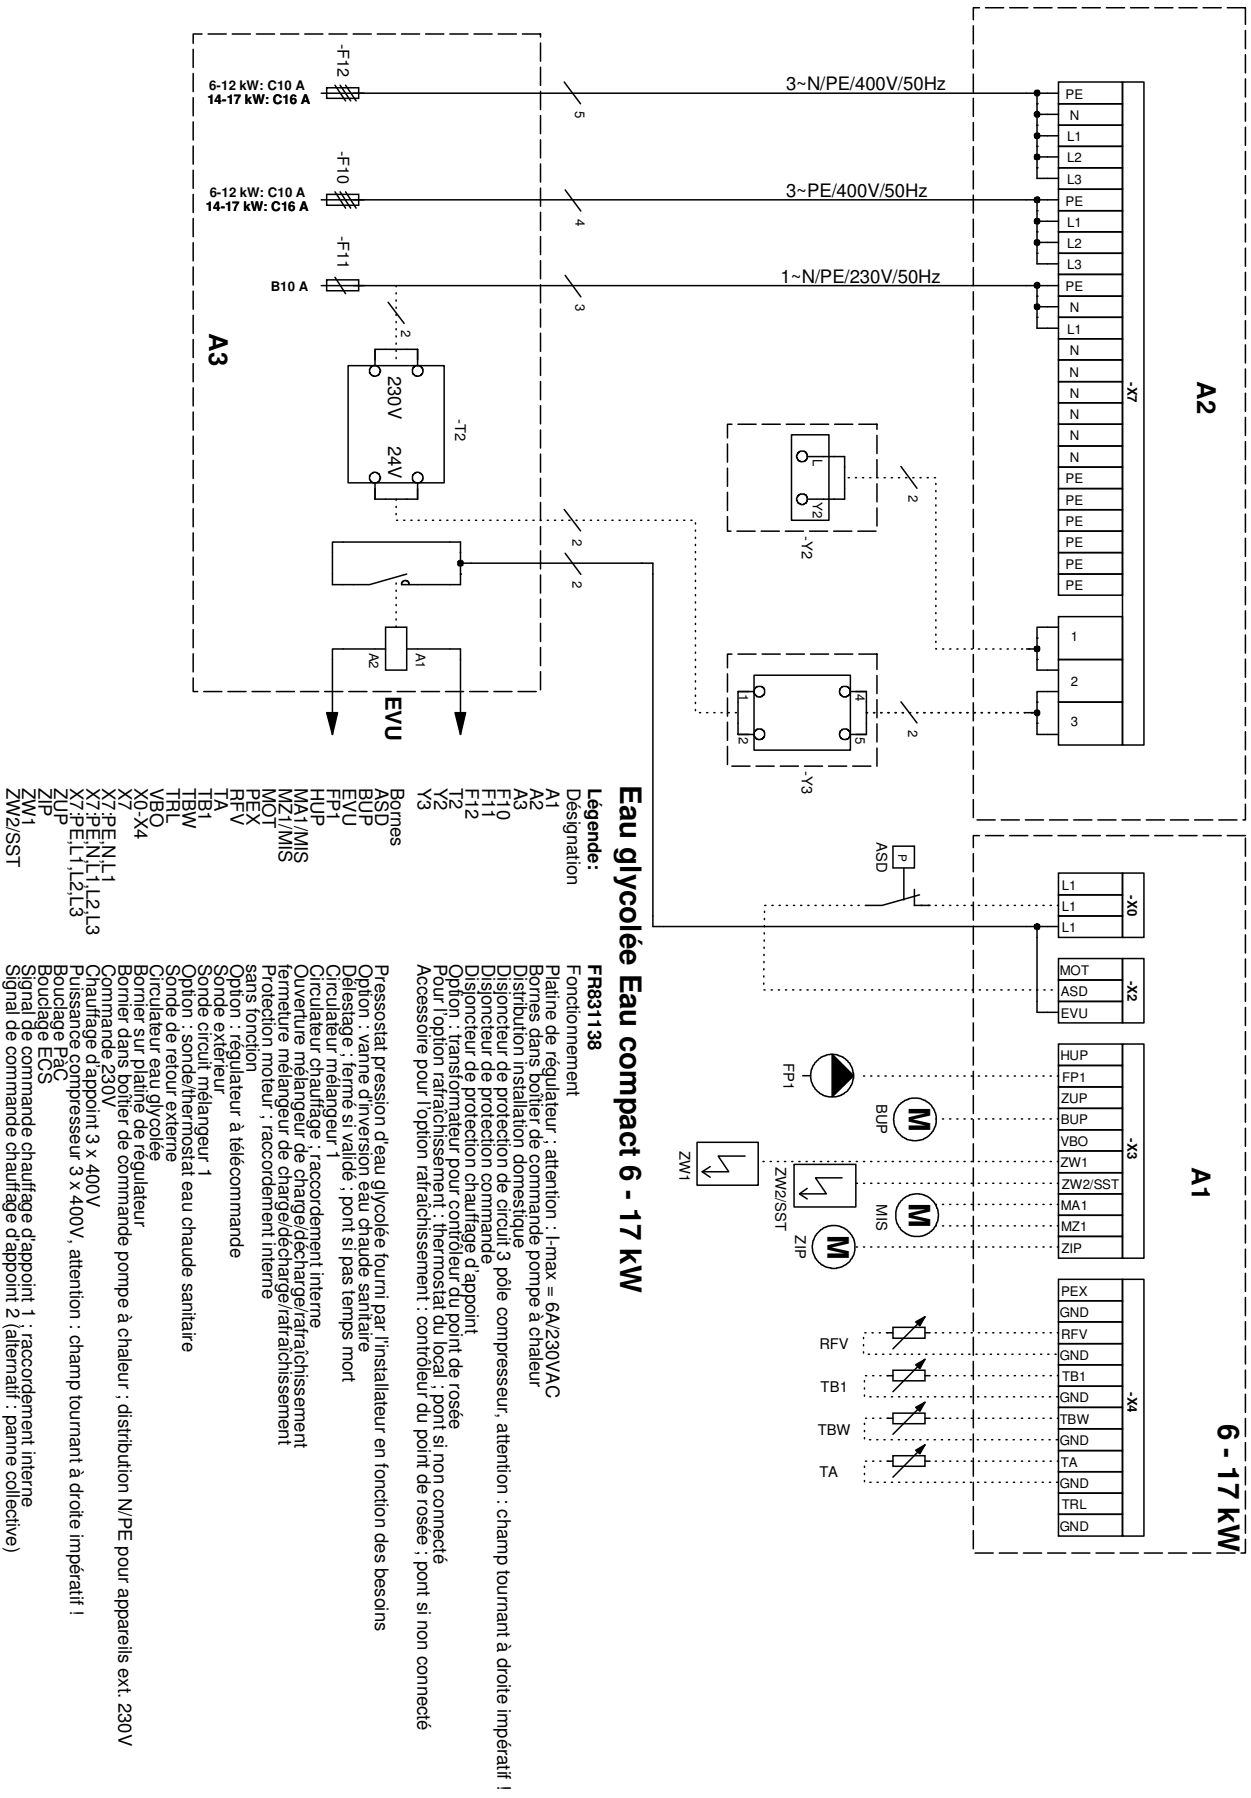 6 - 17 kW
A2
-X7
PE
N
L1
L2
L3
PE
L1
L2
L3
PE
N
L1
N
N
N
N
N
N
PE
PE
PE
PE
PE
PE
1
2
3
A1
-X0
L1
L1
L1
-X2
MOT
ASD
EVU
-X3
HUP
FP1
ZUP
BUP
VBO
ZW1
ZW2/SST
MA1
MZ1
ZIP
-X4
PEX
GND
RFV
GND
TB1
GND
TBW
GND
TA
GND
TRL
GND
3~N/PE/400V/50Hz
3~PE/400V/50Hz
1~N/PE/230V/50Hz
5
4
3
-F12
6-12 kW: C10 A
14-17 kW: C16 A
-F10
6-12 kW: C10 A
14-17 kW: C16 A
-F11
B10 A
2
A3
230V
24V
-T2
2
2
A1
A2
EVU
L
Y2
-Y2
2
1
2
4
5
-Y3
2
P
ASD
FP1
M
BUP
ZW1
ZW2/SST
M
MIS
M
ZIP
RFV
TB1
TBW
TA
Eau glycolée Eau compact 6 - 17 kW
Légende: FR831138
Désignation Fonctionnement
A1 Platine de régulateur ; attention : I-max = 6A/230VAC
A2 Bornes dans boîtier de commande pompe à chaleur
A3 Distribution installation domestique
F10 Disjoncteur de protection de circuit 3 pôle compresseur, attention : champ tournant à droite impératif !
F11 Disjoncteur de protection commande
F12 Disjoncteur de protection chauffage d'appoint
T2 Option : transformateur pour contrôleur du point de rosée
Y2 Pour l'option rafraîchissement : thermostat du local ; pont si non connecté
Y3 Accessoire pour l'option rafraîchissement : contrôleur du point de rosée ; pont si non connecté
Bornes
ASD Pressostat pression d'eau glycolée fourni par l'installateur en fonction des besoins
BUP Option : vanne d'inversion eau chaude sanitaire
EVU Délestage ; fermé si validé ; pont si pas temps mort
FP1 Circulateur mélangeur 1
HUP Circulateur chauffage ; raccordement interne
MA1/MIS Ouverture mélangeur de charge/décharge/rafraîchissement
MZ1/MIS fermeture mélangeur de charge/décharge/rafraîchissement
MOT Protection moteur ; raccordement interne
PEX sans fonction
RFV Option : régulateur à télécommande
TA Sonde extérieur
TB1 Sonde circuit mélangeur 1
TBW Option : sonde/thermostat eau chaude sanitaire
TRL Sonde de retour externe
VBO Circulateur eau glycolée
X0-X4 Bornier sur platine de régulateur
X7 Bornier dans boîtier de commande pompe à chaleur ; distribution N/PE pour appareils ext. 230V
X7:PE,N,L1 Commande 230V
X7:PE,N,L1,L2,L3 Chauffage d'appoint 3 x 400V
X7:PE,L1,L2,L3 Puissance compresseur 3 x 400V, attention : champ tournant à droite impératif !
ZUP Bouclage PàC
ZIP Bouclage ECS
ZW1 Signal de commande chauffage d'appoint 1 ; raccordement interne
ZW2/SST Signal de commande chauffage d'appoint 2 (alternatif : panne collective)